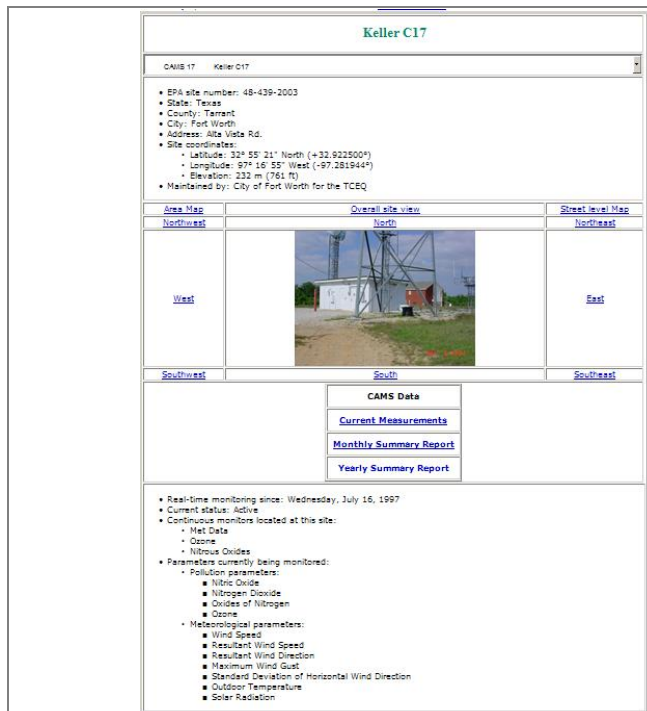 Keller C17
CAMS 17 Keller C17
• EPA site number: 48-439-2003
• State: Texas
• County: Tarrant
• City: Fort Worth
• Address: Alta Vista Rd.
• Site coordinates:
• Latitude: 32° 55' 21" North (+32.922500°)
• Longitude: 97° 16' 55" West (-97.281944°)
• Elevation: 232 m (761 ft)
• Maintained by: City of Fort Worth for the TCEQ
Area Map Overall site view Street level Map
Northwest North Northeast
West East
Southwest South Southeast
CAMS Data
Current Measurements
Monthly Summary Report
Yearly Summary Report
• Real-time monitoring since: Wednesday, July 16, 1997
• Current status: Active
• Continuous monitors located at this site:
• Met Data
• Ozone
• Nitrous Oxides
• Parameters currently being monitored:
• Pollution parameters:
■ Nitric Oxide
■ Nitrogen Dioxide
■ Oxides of Nitrogen
■ Ozone
• Meteorological parameters:
■ Wind Speed
■ Resultant Wind Speed
■ Resultant Wind Direction
■ Maximum Wind Gust
■ Standard Deviation of Horizontal Wind Direction
■ Outdoor Temperature
■ Solar Radiation